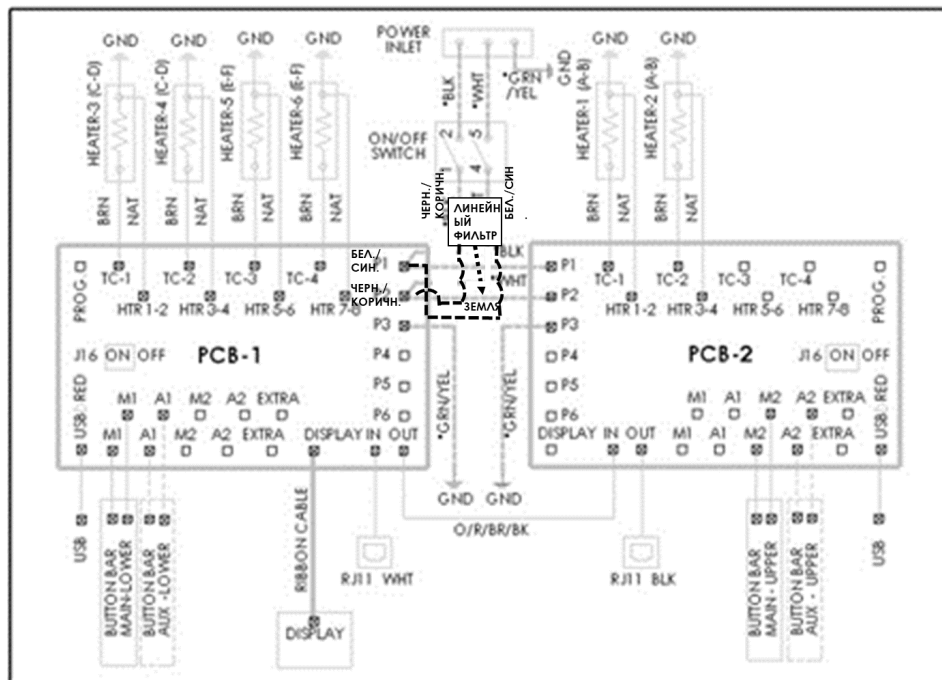 GND GND GND GND
POWER INLET
GND GND
HEATER-3 (C-D)
HEATER-4 (C-D)
HEATER-5 (E-F)
HEATER-6 (E-F)
*BLK
*WHT
*GRN/YEL
GND
HEATER-1 (A-B)
HEATER-2 (A-B)
ON/OFF SWITCH
2 5
1 4
BRN NAT BRN NAT BRN NAT BRN NAT
ЧЕРН./КОРИЧН.
ЛИНЕЙН
ЫЙ
ФИЛЬТР
БЕЛ./СИН
BRN NAT BRN NAT
PROG.
TC-1 TC-2 TC-3 TC-4
HTR 1-2 HTR 3-4 HTR 5-6 HTR 7-8
БЕЛ./
СИН.
P1
ЧЕРН./
КОРИЧН.
BLK
*WHT
ЗЕМЛЯ
P1
P2
P3
TC-1 TC-2 TC-3 TC-4
HTR 1-2 HTR 3-4 HTR 5-6 HTR 7-8
PROG.
P3
P4
P5
P6
J16 ON OFF
PCB-1
P4
P5
P6
PCB-2
J16 ON OFF
*GRN/YEL
*GRN/YEL
USB RED
M1 A1 M2 A2 EXTRA
M1 A1 M2 A2 EXTRA DISPLAY IN OUT
M1 A1 M2 A2 EXTRA
DISPLAY IN OUT M1 A1 M2 A2 EXTRA
USB RED
GND GND
O/R/BR/BK
USB
BUTTON BAR
MAIN-LOWER
BUTTON BAR
AUX -LOWER
RIBBON CABLE
RJ11 WHT
RJ11 BLK
BUTTON BAR
MAIN - UPPER
BUTTON BAR
AUX - UPPER
USB
DISPLAY